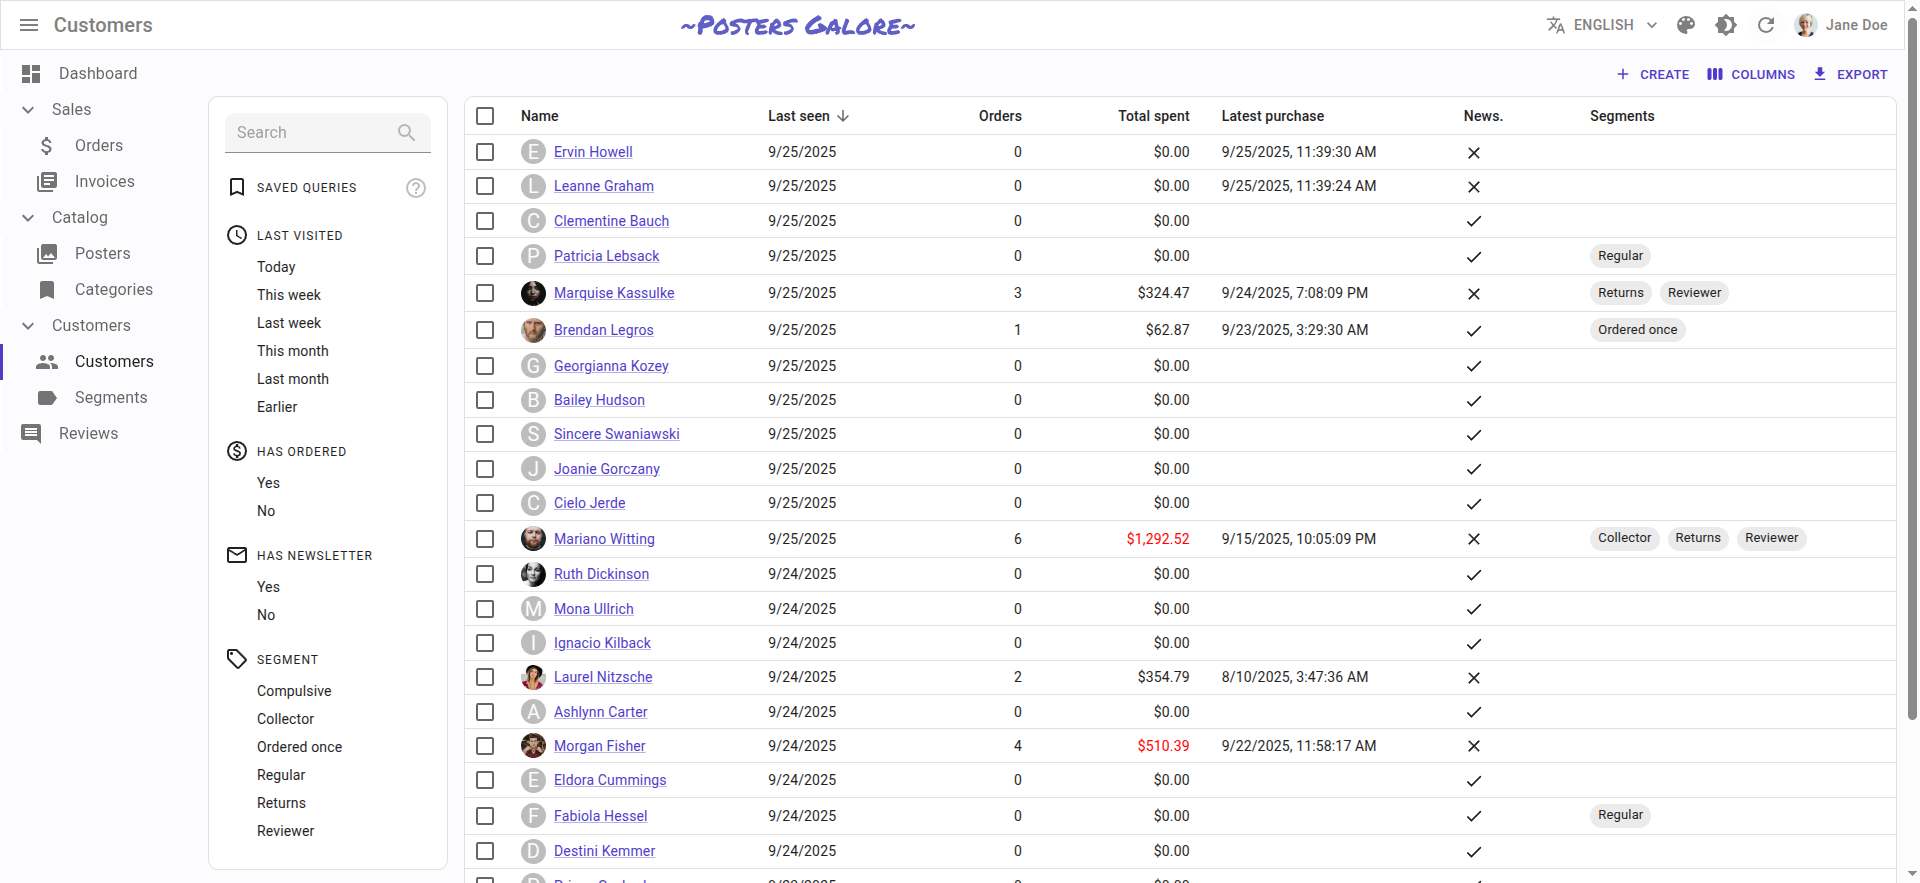 Customers
~Posters Galore~
ENGLISH
Jane Doe
Dashboard
Sales
Orders
Invoices
Catalog
Posters
Categories
Customers
Customers
Segments
Reviews
CREATE COLUMNS EXPORT
Search
SAVED QUERIES
LAST VISITED
Today
This week
Last week
This month
Last month
Earlier
HAS ORDERED
Yes
No
HAS NEWSLETTER
Yes
No
SEGMENT
Compulsive
Collector
Ordered once
Regular
Returns
Reviewer
Name Last seen Orders Total spent Latest purchase News. Segments
E Ervin Howell 9/25/2025 0 $0.00 9/25/2025, 11:39:30 AM
L Leanne Graham 9/25/2025 0 $0.00 9/25/2025, 11:39:24 AM
C Clementine Bauch 9/25/2025 0 $0.00
P Patricia Lebsack 9/25/2025 0 $0.00 Regular
Marquise Kassulke 9/25/2025 3 $324.47 9/24/2025, 7:08:09 PM Returns Reviewer
Brendan Legros 9/25/2025 1 $62.87 9/23/2025, 3:29:30 AM Ordered once
G Georgianna Kozey 9/25/2025 0 $0.00
B Bailey Hudson 9/25/2025 0 $0.00
S Sincere Swaniawski 9/25/2025 0 $0.00
J Joanie Gorczany 9/25/2025 0 $0.00
C Cielo Jerde 9/25/2025 0 $0.00
Mariano Witting 9/25/2025 6 $1,292.52 9/15/2025, 10:05:09 PM Collector Returns Reviewer
Ruth Dickinson 9/24/2025 0 $0.00
M Mona Ullrich 9/24/2025 0 $0.00
I Ignacio Kilback 9/24/2025 0 $0.00
Laurel Nitzsche 9/24/2025 2 $354.79 8/10/2025, 3:47:36 AM
A Ashlynn Carter 9/24/2025 0 $0.00
Morgan Fisher 9/24/2025 4 $510.39 9/22/2025, 11:58:17 AM
E Eldora Cummings 9/24/2025 0 $0.00
F Fabiola Hessel 9/24/2025 0 $0.00 Regular
D Destini Kemmer 9/24/2025 0 $0.00